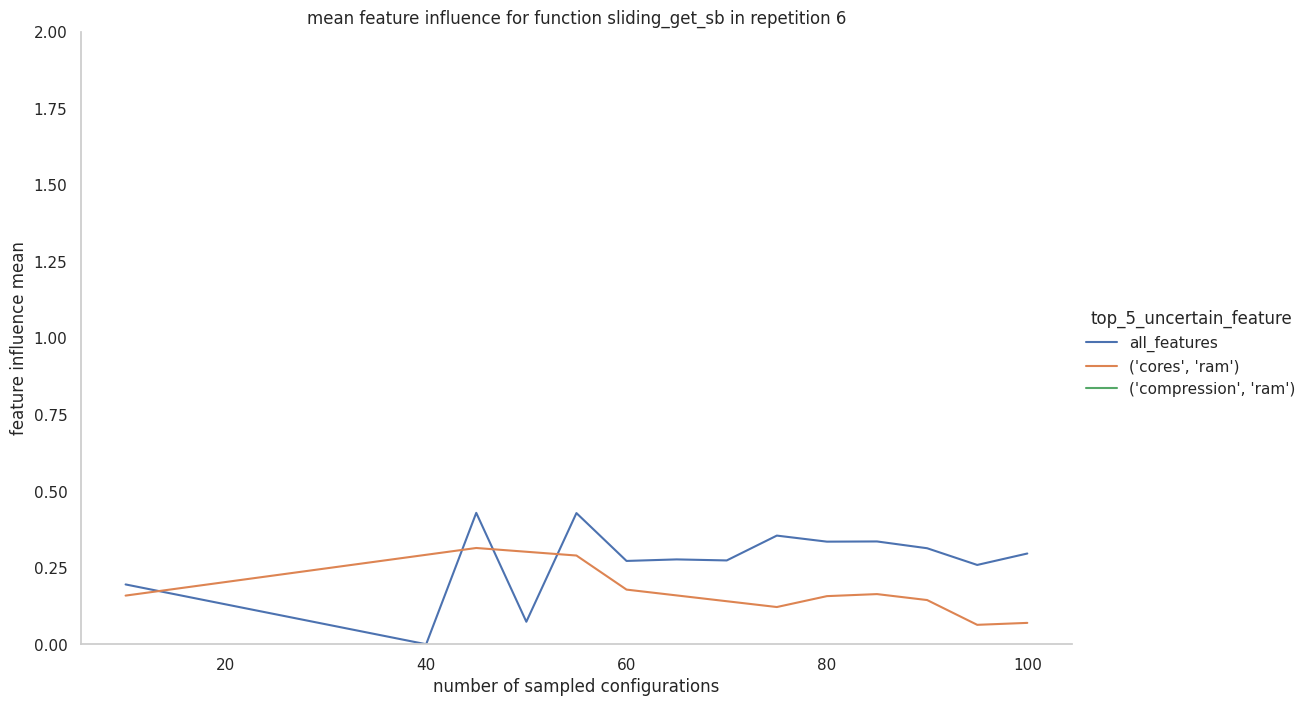 mean feature influence for function sliding_get_sb in repetition 6
2.00
1.75
1.50
1.25
1.00
0.75
0.50
0.25
0.00
feature influence mean
20
40
60
80
100
number of sampled configurations
top_5_uncertain_feature
all_features
('cores', 'ram')
('compression', 'ram')